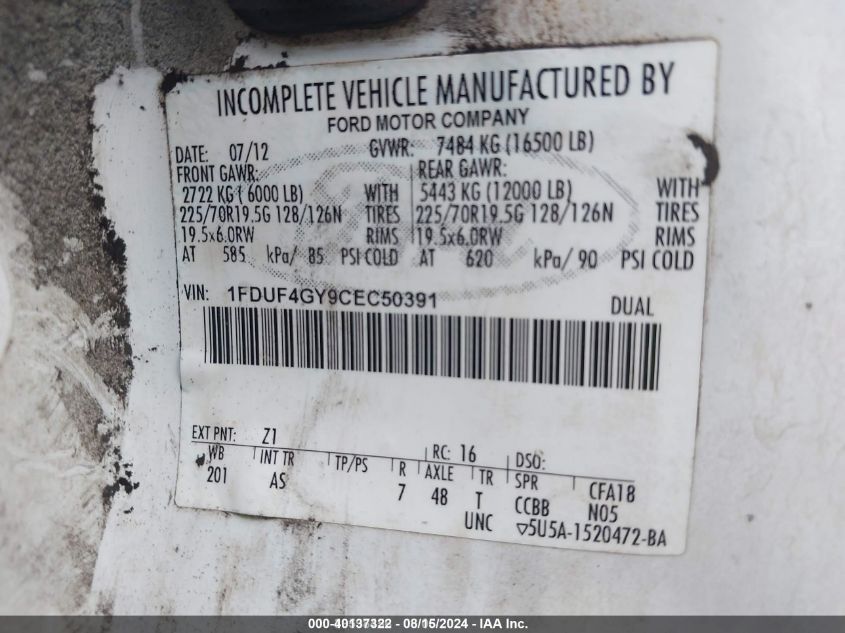 INCOMPLETE VEHICLE MANUFACTURED BY
FORD MOTOR COMPANY
DATE: 07/12 GVWR: 7484 KG (16500 LB)
FRONT GAWR: REAR GAWR:
2722 KG ( 6000 LB) WITH 5443 KG (12000 LB) WITH
225/70R19.5G 128/126N TIRES 225/70R19.5G 128/126N TIRES
19.5x6.0RW RIMS 19.5x6.0RW RIMS
AT 585 kPa/ 85 PSI COLD AT 620 kPa/ 90 PSI COLD
VIN: 1FDUF4GY9CEC50391 DUAL
EXT PNT: Z1 RC: 16 DSO:
WB INT TR TP/PS R AXLE TR SPR CFA18
201 AS 7 48 T CCBB N05
UNC ▽5U5A-1520472-BA
000-40137322 - 08/15/2024 - IAA Inc.